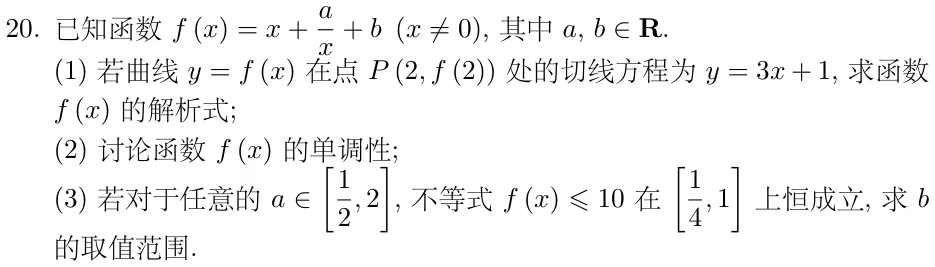 20. 已知函数 f (x) = x + a/x + b (x ≠ 0), 其中 a, b ∈ R.
(1) 若曲线 y = f (x) 在点 P (2, f (2)) 处的切线方程为 y = 3x + 1, 求函数
f (x) 的解析式;
(2) 讨论函数 f (x) 的单调性;
(3) 若对于任意的 a ∈ [1/2, 2], 不等式 f (x) ⩽ 10 在 [1/4, 1] 上恒成立, 求 b
的取值范围.